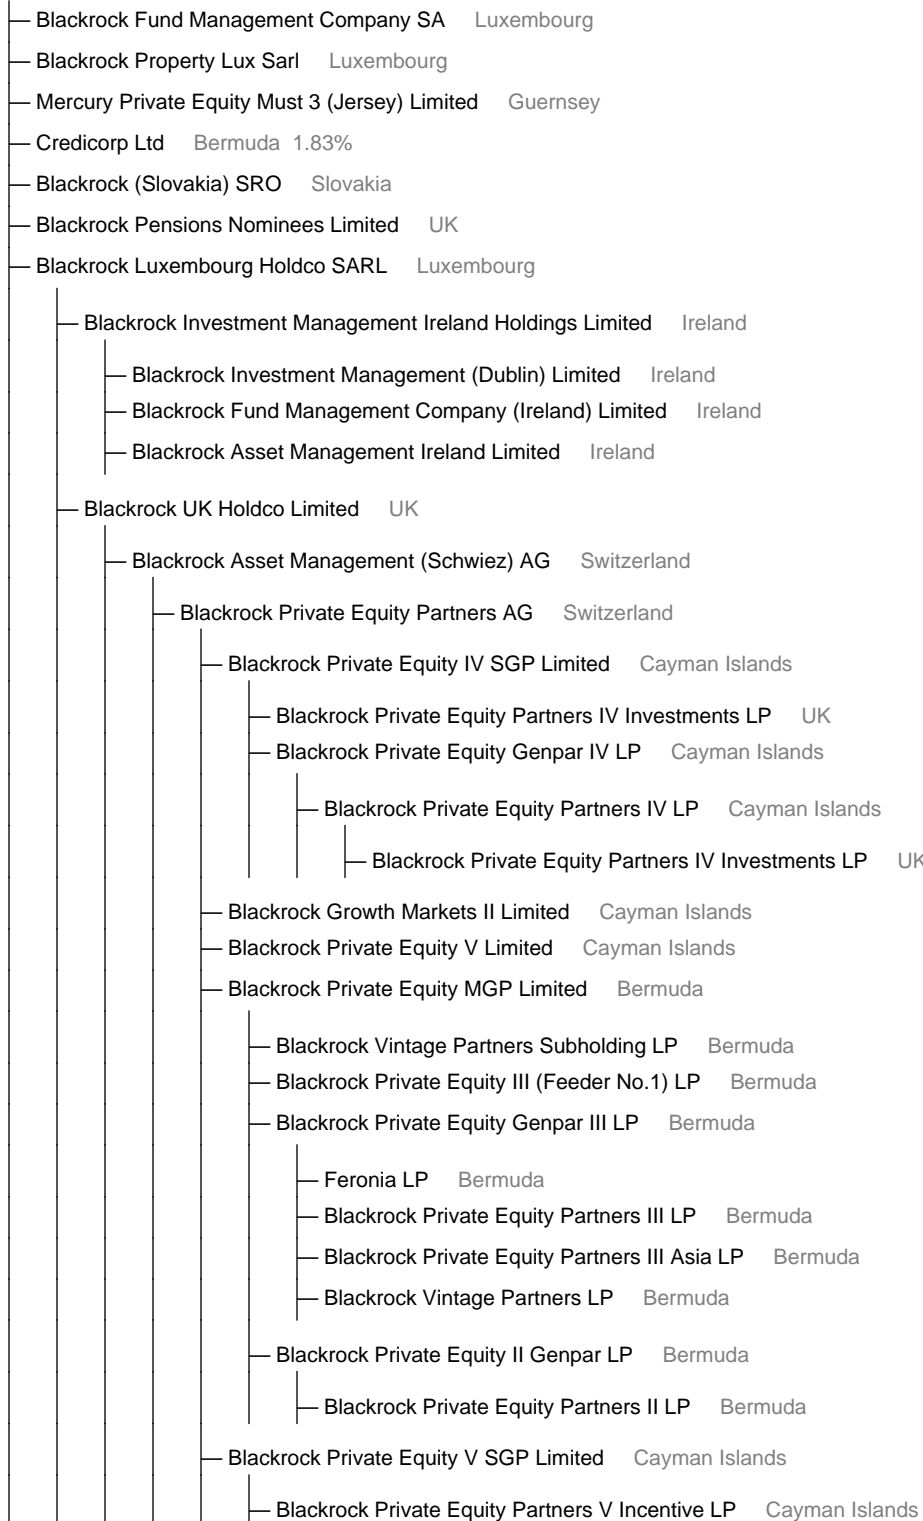 Blackrock Fund Management Company SA Luxembourg
Blackrock Property Lux Sarl Luxembourg
Mercury Private Equity Must 3 (Jersey) Limited Guernsey
Credicorp Ltd Bermuda 1.83%
Blackrock (Slovakia) SRO Slovakia
Blackrock Pensions Nominees Limited UK
Blackrock Luxembourg Holdco SARL Luxembourg
Blackrock Investment Management Ireland Holdings Limited Ireland
Blackrock Investment Management (Dublin) Limited Ireland
Blackrock Fund Management Company (Ireland) Limited Ireland
Blackrock Asset Management Ireland Limited Ireland
Blackrock UK Holdco Limited UK
Blackrock Asset Management (Schwiez) AG Switzerland
Blackrock Private Equity Partners AG Switzerland
Blackrock Private Equity IV SGP Limited Cayman Islands
Blackrock Private Equity Partners IV Investments LP UK
Blackrock Private Equity Genpar IV LP Cayman Islands
Blackrock Private Equity Partners IV LP Cayman Islands
Blackrock Private Equity Partners IV Investments LP UK
Blackrock Growth Markets II Limited Cayman Islands
Blackrock Private Equity V Limited Cayman Islands
Blackrock Private Equity MGP Limited Bermuda
Blackrock Vintage Partners Subholding LP Bermuda
Blackrock Private Equity III (Feeder No.1) LP Bermuda
Blackrock Private Equity Genpar III LP Bermuda
Feronia LP Bermuda
Blackrock Private Equity Partners III LP Bermuda
Blackrock Private Equity Partners III Asia LP Bermuda
Blackrock Vintage Partners LP Bermuda
Blackrock Private Equity II Genpar LP Bermuda
Blackrock Private Equity Partners II LP Bermuda
Blackrock Private Equity V SGP Limited Cayman Islands
Blackrock Private Equity Partners V Incentive LP Cayman Islands